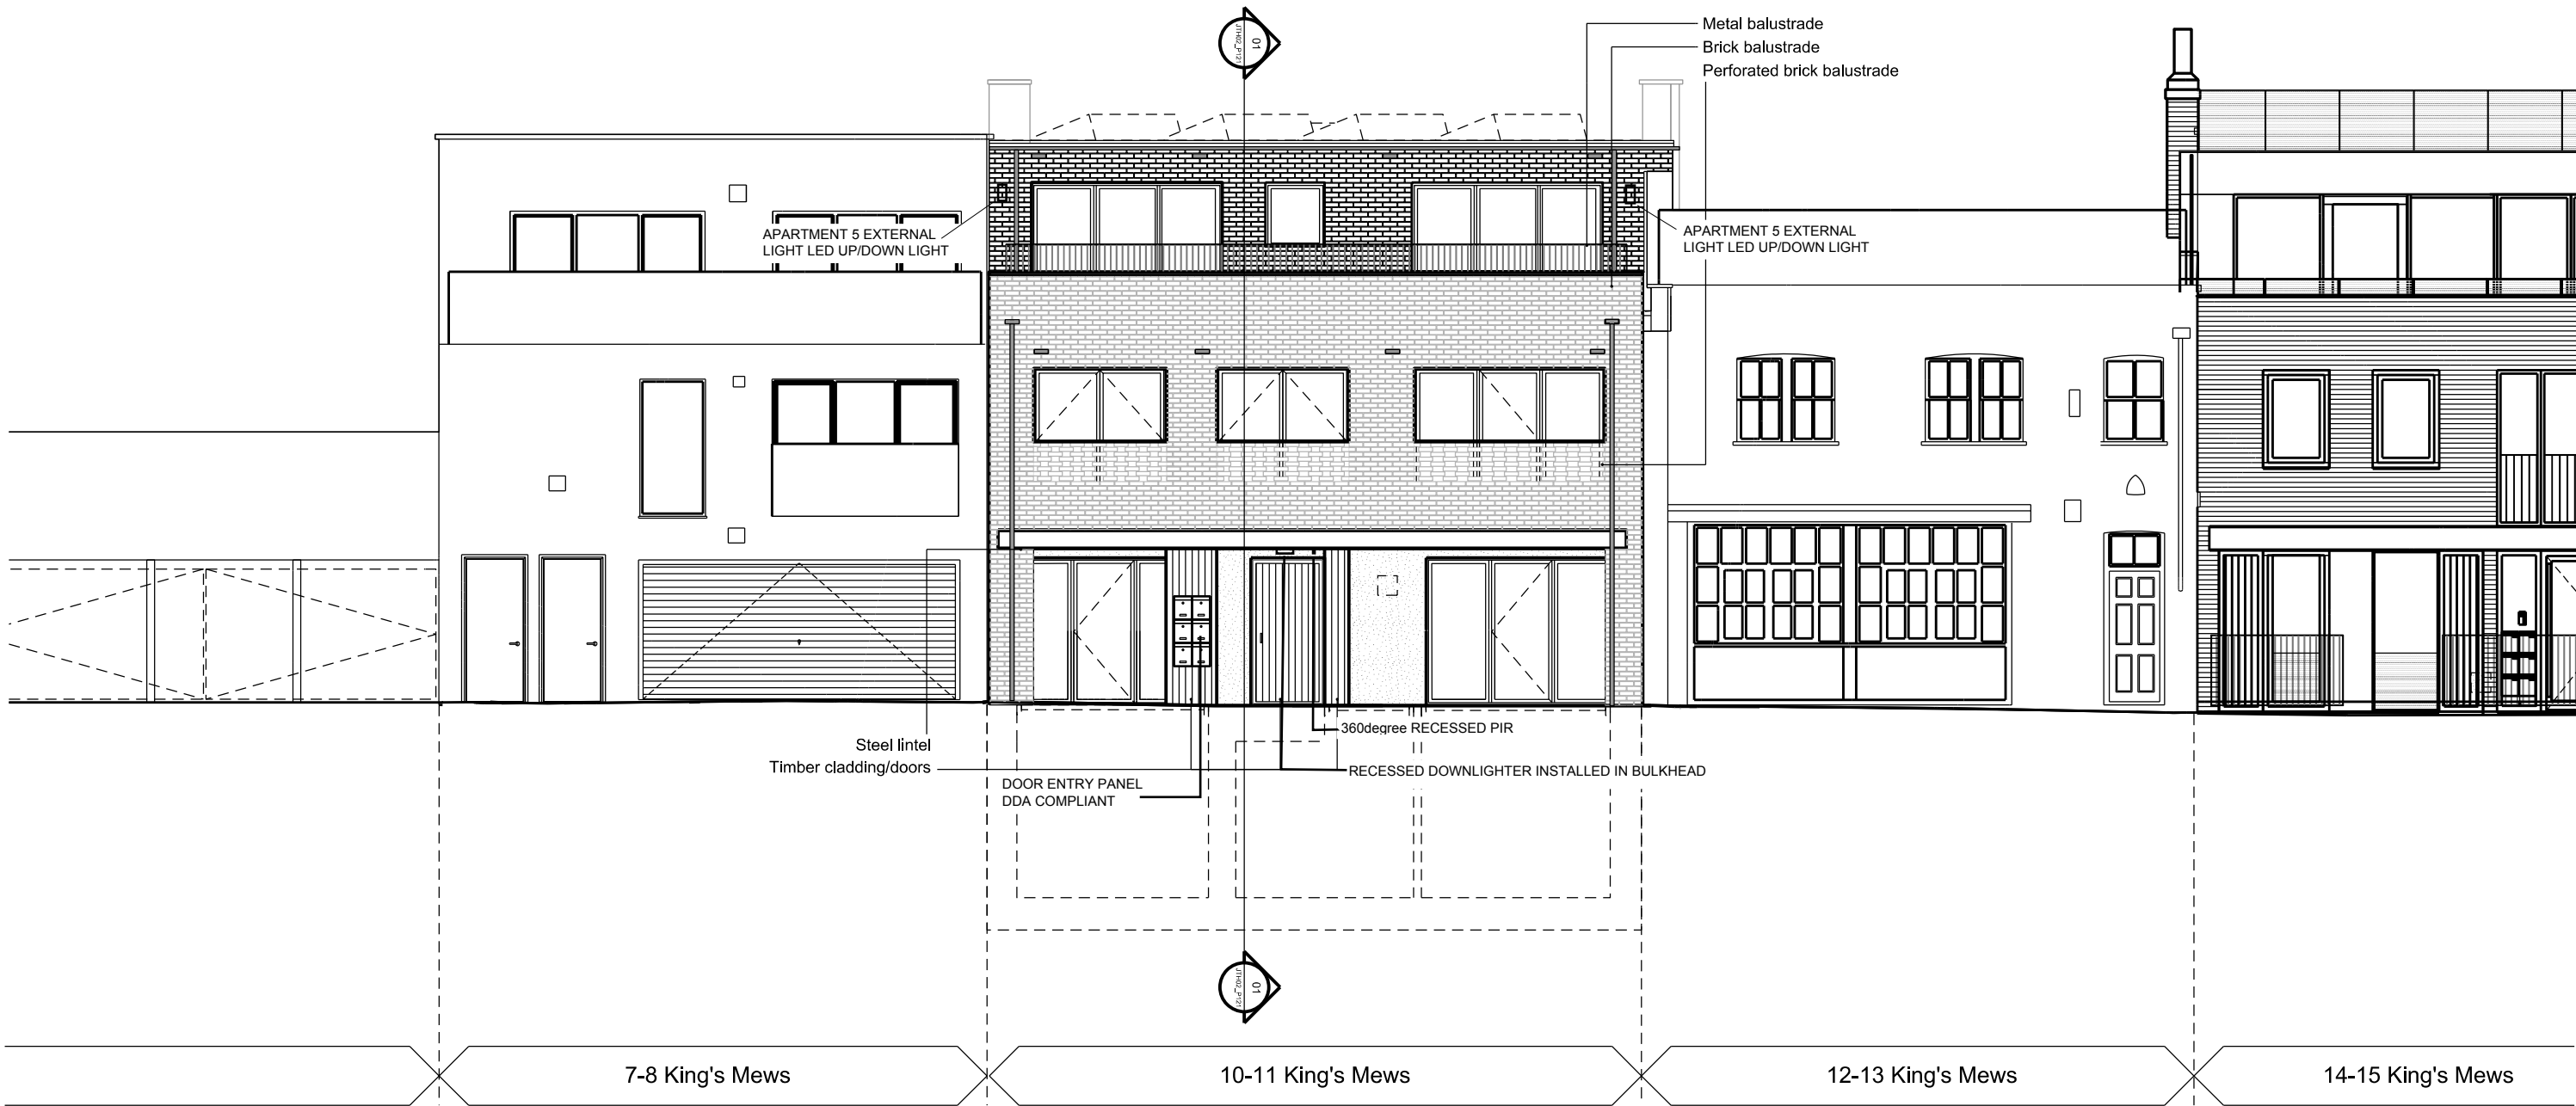 Metal balustrade
Brick balustrade
Perforated brick balustrade
01
JTH02_P121
APARTMENT 5 EXTERNAL
LIGHT LED UP/DOWN LIGHT
APARTMENT 5 EXTERNAL
LIGHT LED UP/DOWN LIGHT
Steel lintel
Timber cladding/doors
360degree RECESSED PIR
RECESSED DOWNLIGHTER INSTALLED IN BULKHEAD
DOOR ENTRY PANEL
DDA COMPLIANT
01
JTH02_P121
7-8 King's Mews
10-11 King's Mews
12-13 King's Mews
14-15 King's Mews